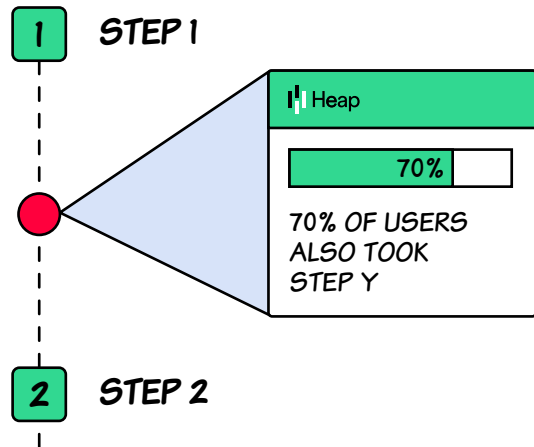 1 STEP 1
Heap
70%
70% OF USERS
ALSO TOOK
STEP Y
2 STEP 2